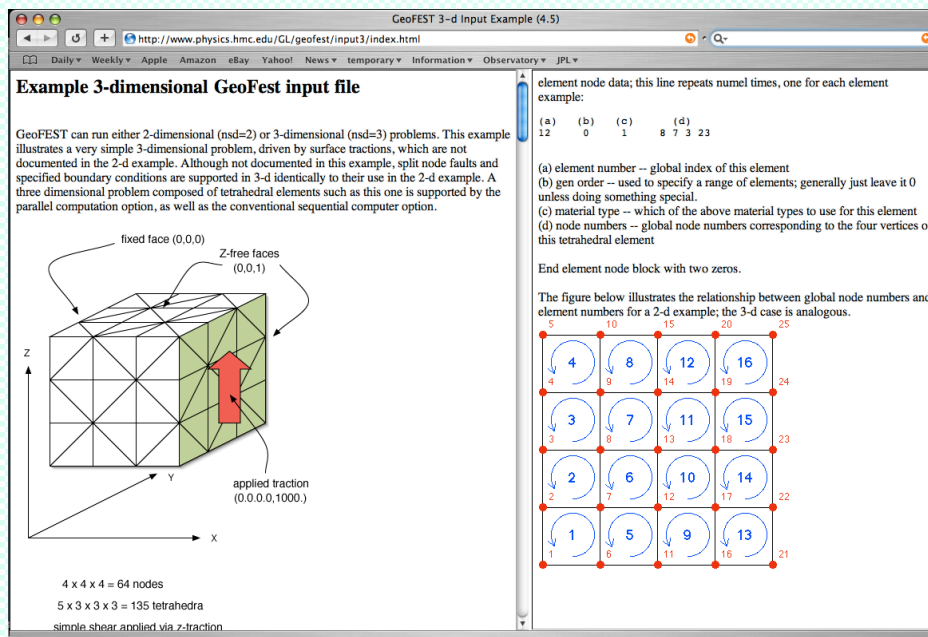 GeoFEST 3-d Input Example (4.5)
http://www.physics.hmc.edu/GL/geofest/input3/index.html
Q-
Daily Weekly Apple Amazon eBay Yahoo! News temporary Information Observatory JPL
Example 3-dimensional GeoFest input file
GeoFEST can run either 2-dimensional (nsd=2) or 3-dimensional (nsd=3) problems. This example
illustrates a very simple 3-dimensional problem, driven by surface tractions, which are not
documented in the 2-d example. Although not documented in this example, split node faults and
specified boundary conditions are supported in 3-d identically to their use in the 2-d example. A
three dimensional problem composed of tetrahedral elements such as this one is supported by the
parallel computation option, as well as the conventional sequential computer option.
fixed face (0,0,0)
Z-free faces
(0,0,1)
Z
Y
applied traction
(0.0.0.0,1000.)
X
4 x 4 x 4 = 64 nodes
5 x 3 x 3 x 3 = 135 tetrahedra
simple shear applied via z-traction
element node data; this line repeats numel times, one for each element
example:
(a) (b) (c) (d)
12 0 1 8 7 3 23
(a) element number -- global index of this element
(b) gen order -- used to specify a range of elements; generally just leave it 0
unless doing something special.
(c) material type -- which of the above material types to use for this element
(d) node numbers -- global node numbers corresponding to the four vertices o
this tetrahedral element
End element node block with two zeros.
The figure below illustrates the relationship between global node numbers and
element numbers for a 2-d example; the 3-d case is analogous.
5 10 15 20 25
4 8 12 16
4 9 14 19 24
3 7 11 15
3 8 13 18 23
2 6 10 14
2 7 12 17 22
1 5 9 13
1 6 11 16 21